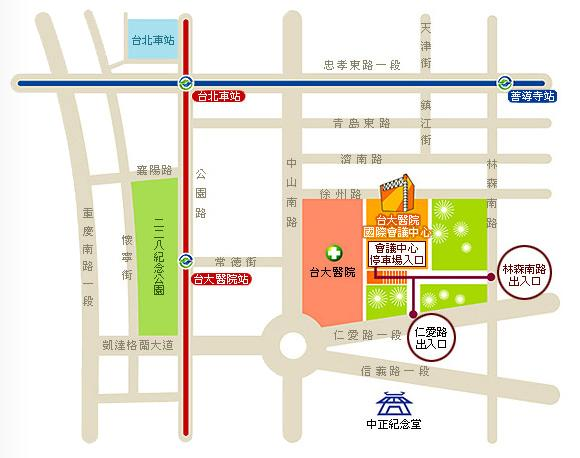 台北車站
天津街
忠孝東路一段
台北車站
善導寺站
鎮江街
青島東路
濟南路
襄陽路
公園路
中山南路
林森南路
徐州路
重慶南路一段
懷寧街
二二八紀念公園
台大醫院
國際會議中心
會議中心
停車場入口
常德街
台大醫院站
台大醫院
林森南路
出入口
仁愛路一段
仁愛路
出入口
凱達格蘭大道
信義路一段
中正紀念堂